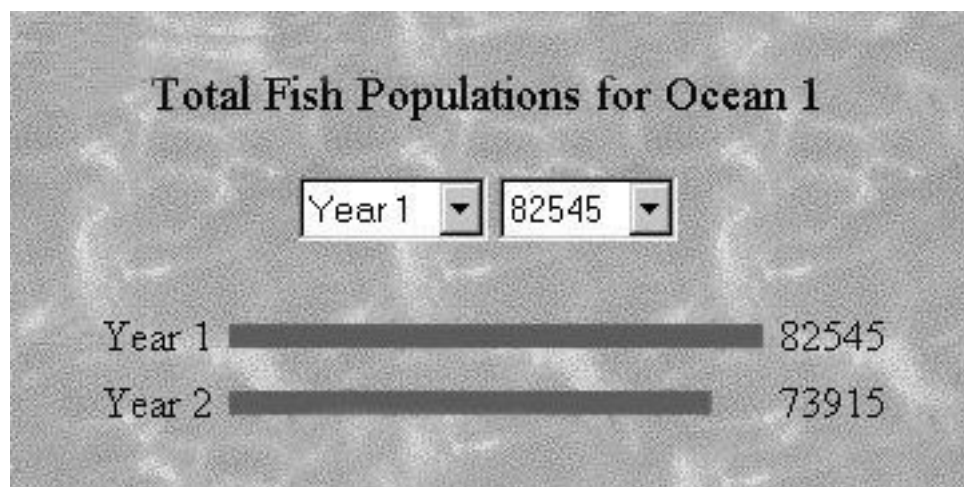 Total Fish Populations for Ocean 1
Year 1 82545
Year 1 82545
Year 2 73915